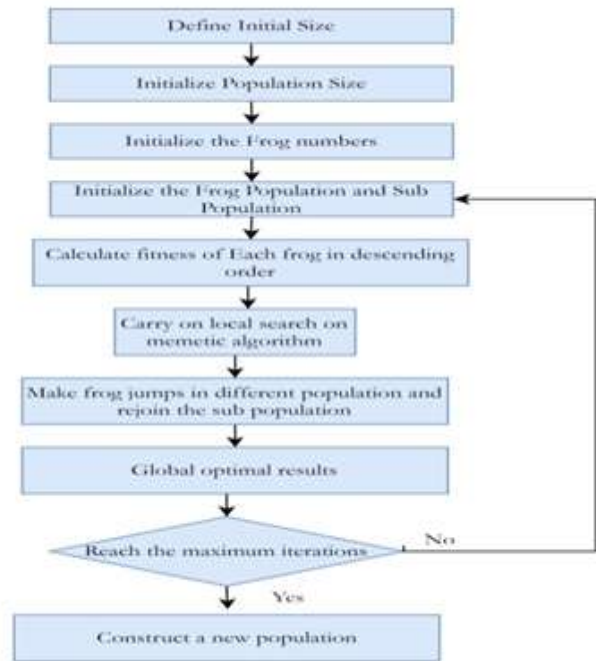 Define Initial Size
Initialize Population Size
Initialize the Frog numbers
Initialize the Frog Population and Sub
Population
Calculate fitness of Each frog in descending
order
Carry on local search on
memetic algorithm
Make frog jumps in different population and
rejoin the sub population
Global optimal results
Reach the maximum iterations
No
Yes
Construct a new population